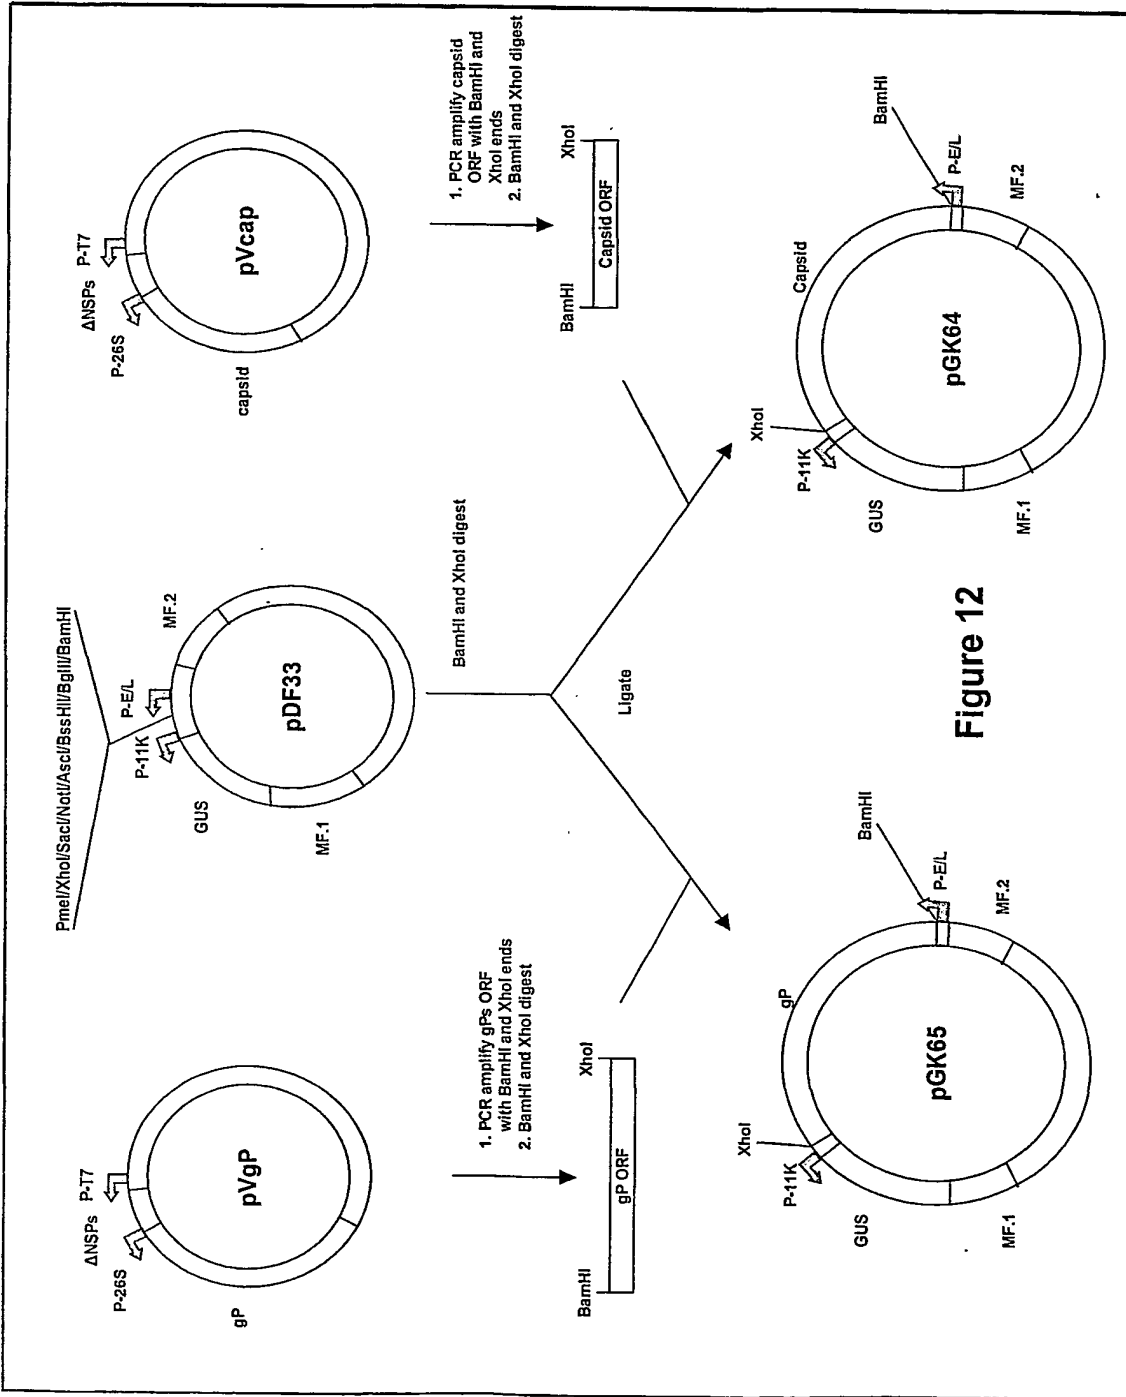 PmeI/XhoI/SacI/NotI/AscI/BssHII/BglII/BamHI
ΔNSPs
P-T7
P-26S
pVgP
gP
P-11K
P-E/L
MF.2
GUS
pDF33
MF.1
ΔNSPs
P-T7
P-26S
pVcap
capsid
1. PCR amplify gPs ORF
with BamHI and XhoI ends
2. BamHI and XhoI digest
BamHI and XhoI digest
1. PCR amplify capsid
ORF with BamHI and
XhoI ends
2. BamHI and XhoI digest
BamHI
XhoI
gP ORF
Ligate
BamHI
XhoI
Capsid ORF
XhoI
gP
BamHI
P-11K
P-E/L
GUS
pGK65
MF.2
MF.1
XhoI
Capsid
BamHI
P-11K
P-E/L
GUS
pGK64
MF.2
MF.1
Figure 12